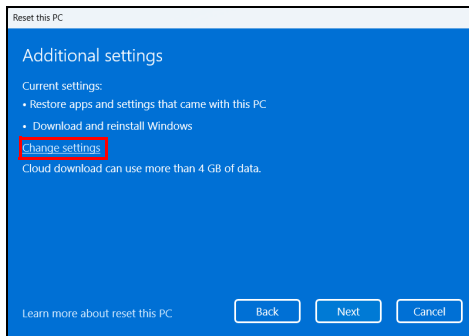 Reset this PC
Additional settings
Current settings:
• Restore apps and settings that came with this PC
• Download and reinstall Windows
Change settings
Cloud download can use more than 4 GB of data.
Learn more about reset this PC
Back
Next
Cancel